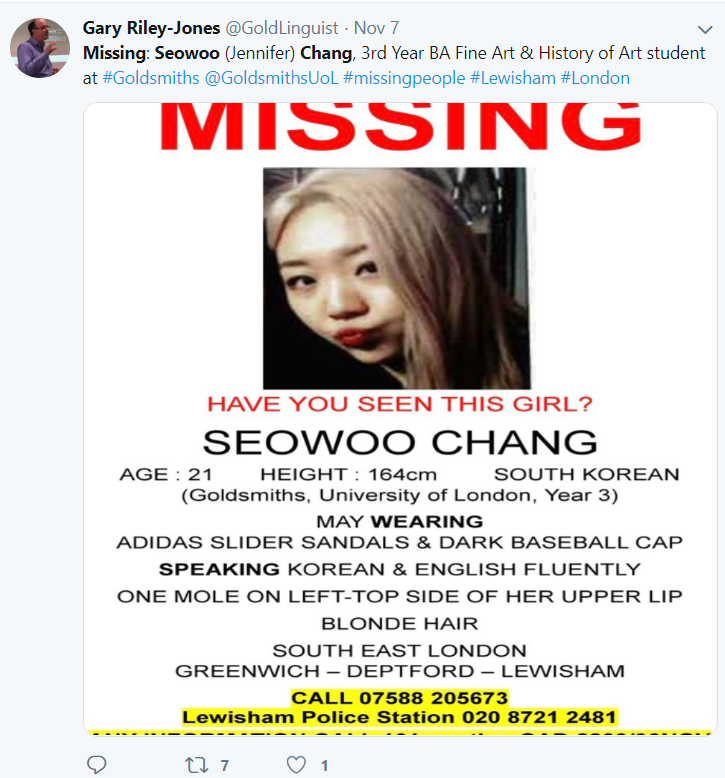 Gary Riley-Jones @GoldLinguist · Nov 7
Missing: Seowoo (Jennifer) Chang, 3rd Year BA Fine Art & History of Art student
at #Goldsmiths @GoldsmithsUoL #missingpeople #Lewisham #London
MISSING
HAVE YOU SEEN THIS GIRL?
SEOWOO CHANG
AGE : 21 HEIGHT : 164cm SOUTH KOREAN
(Goldsmiths, University of London, Year 3)
MAY WEARING
ADIDAS SLIDER SANDALS & DARK BASEBALL CAP
SPEAKING KOREAN & ENGLISH FLUENTLY
ONE MOLE ON LEFT-TOP SIDE OF HER UPPER LIP
BLONDE HAIR
SOUTH EAST LONDON
GREENWICH – DEPTFORD – LEWISHAM
CALL 07588 205673
Lewisham Police Station 020 8721 2481
7 1